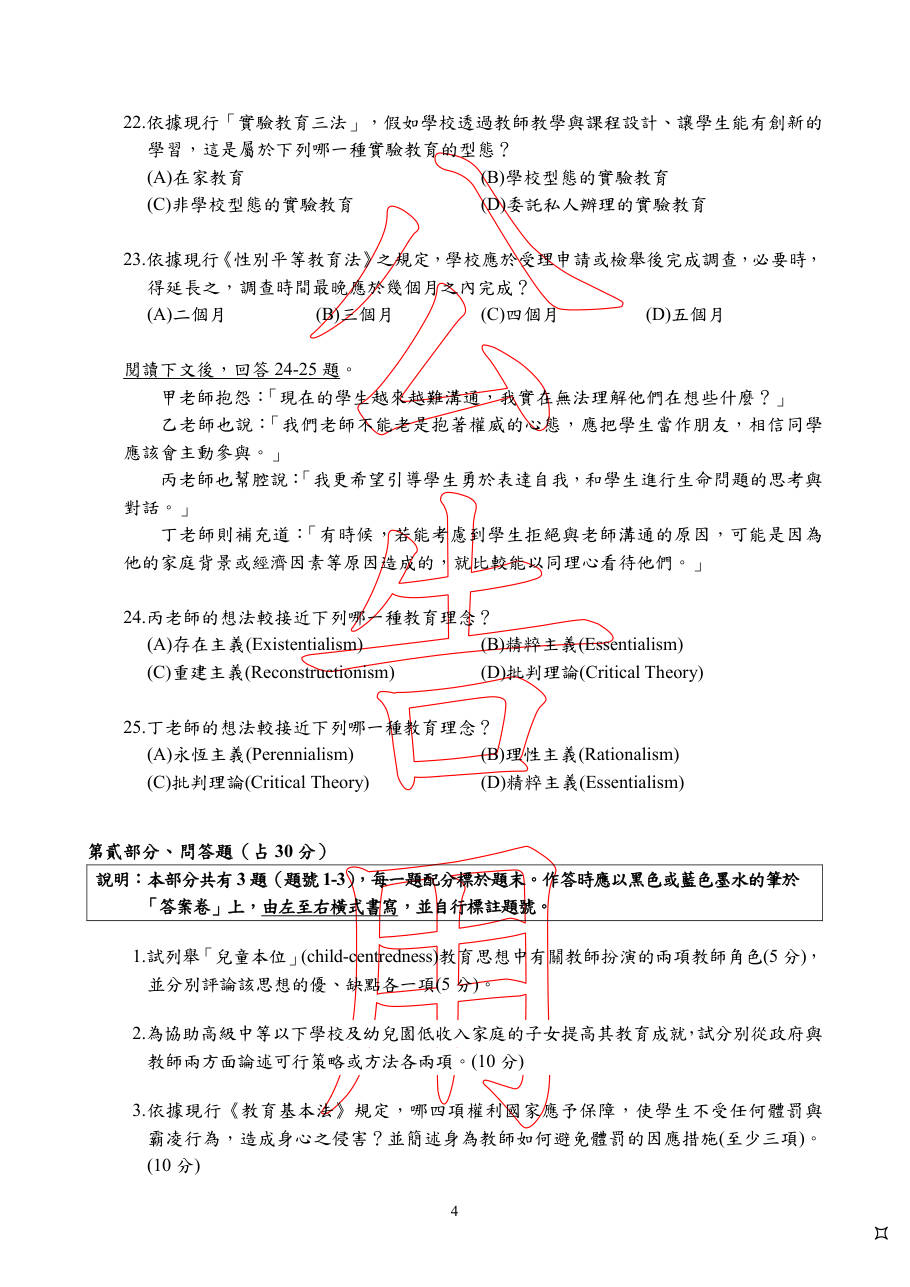 22.依據現行「實驗教育三法」，假如學校透過教師教學與課程設計、讓學生能有創新的
學習，這是屬於下列哪一種實驗教育的型態？
(A)在家教育 (B)學校型態的實驗教育
(C)非學校型態的實驗教育 (D)委託私人辦理的實驗教育
23.依據現行《性別平等教育法》之規定，學校應於受理申請或檢舉後完成調查，必要時，
得延長之，調查時間最晚應於幾個月之內完成？
(A)二個月 (B)三個月 (C)四個月 (D)五個月
閱讀下文後，回答 24-25 題。
甲老師抱怨：「現在的學生越來越難溝通，我實在無法理解他們在想些什麼？」
乙老師也說：「我們老師不能老是抱著權威的心態，應把學生當作朋友，相信同學
應該會主動參與。」
丙老師也幫腔說：「我更希望引導學生勇於表達自我，和學生進行生命問題的思考與
對話。」
丁老師則補充道：「有時候，若能考慮到學生拒絕與老師溝通的原因，可能是因為
他的家庭背景或經濟因素等原因造成的，就比較能以同理心看待他們。」
24.丙老師的想法較接近下列哪一種教育理念？
(A)存在主義(Existentialism) (B)精粹主義(Essentialism)
(C)重建主義(Reconstructionism) (D)批判理論(Critical Theory)
25.丁老師的想法較接近下列哪一種教育理念？
(A)永恆主義(Perennialism) (B)理性主義(Rationalism)
(C)批判理論(Critical Theory) (D)精粹主義(Essentialism)
第貳部分、問答題（占 30 分）
說明：本部分共有 3 題（題號 1-3），每一題配分標於題末。作答時應以黑色或藍色墨水的筆於
「答案卷」上，由左至右橫式書寫，並自行標註題號。
1.試列舉「兒童本位」(child-centredness)教育思想中有關教師扮演的兩項教師角色(5 分)，
並分別評論該思想的優、缺點各一項(5 分)。
2.為協助高級中等以下學校及幼兒園低收入家庭的子女提高其教育成就，試分別從政府與
教師兩方面論述可行策略或方法各兩項。(10 分)
3.依據現行《教育基本法》規定，哪四項權利國家應予保障，使學生不受任何體罰與
霸凌行為，造成身心之侵害？並簡述身為教師如何避免體罰的因應措施(至少三項)。
(10 分)
4
公告用